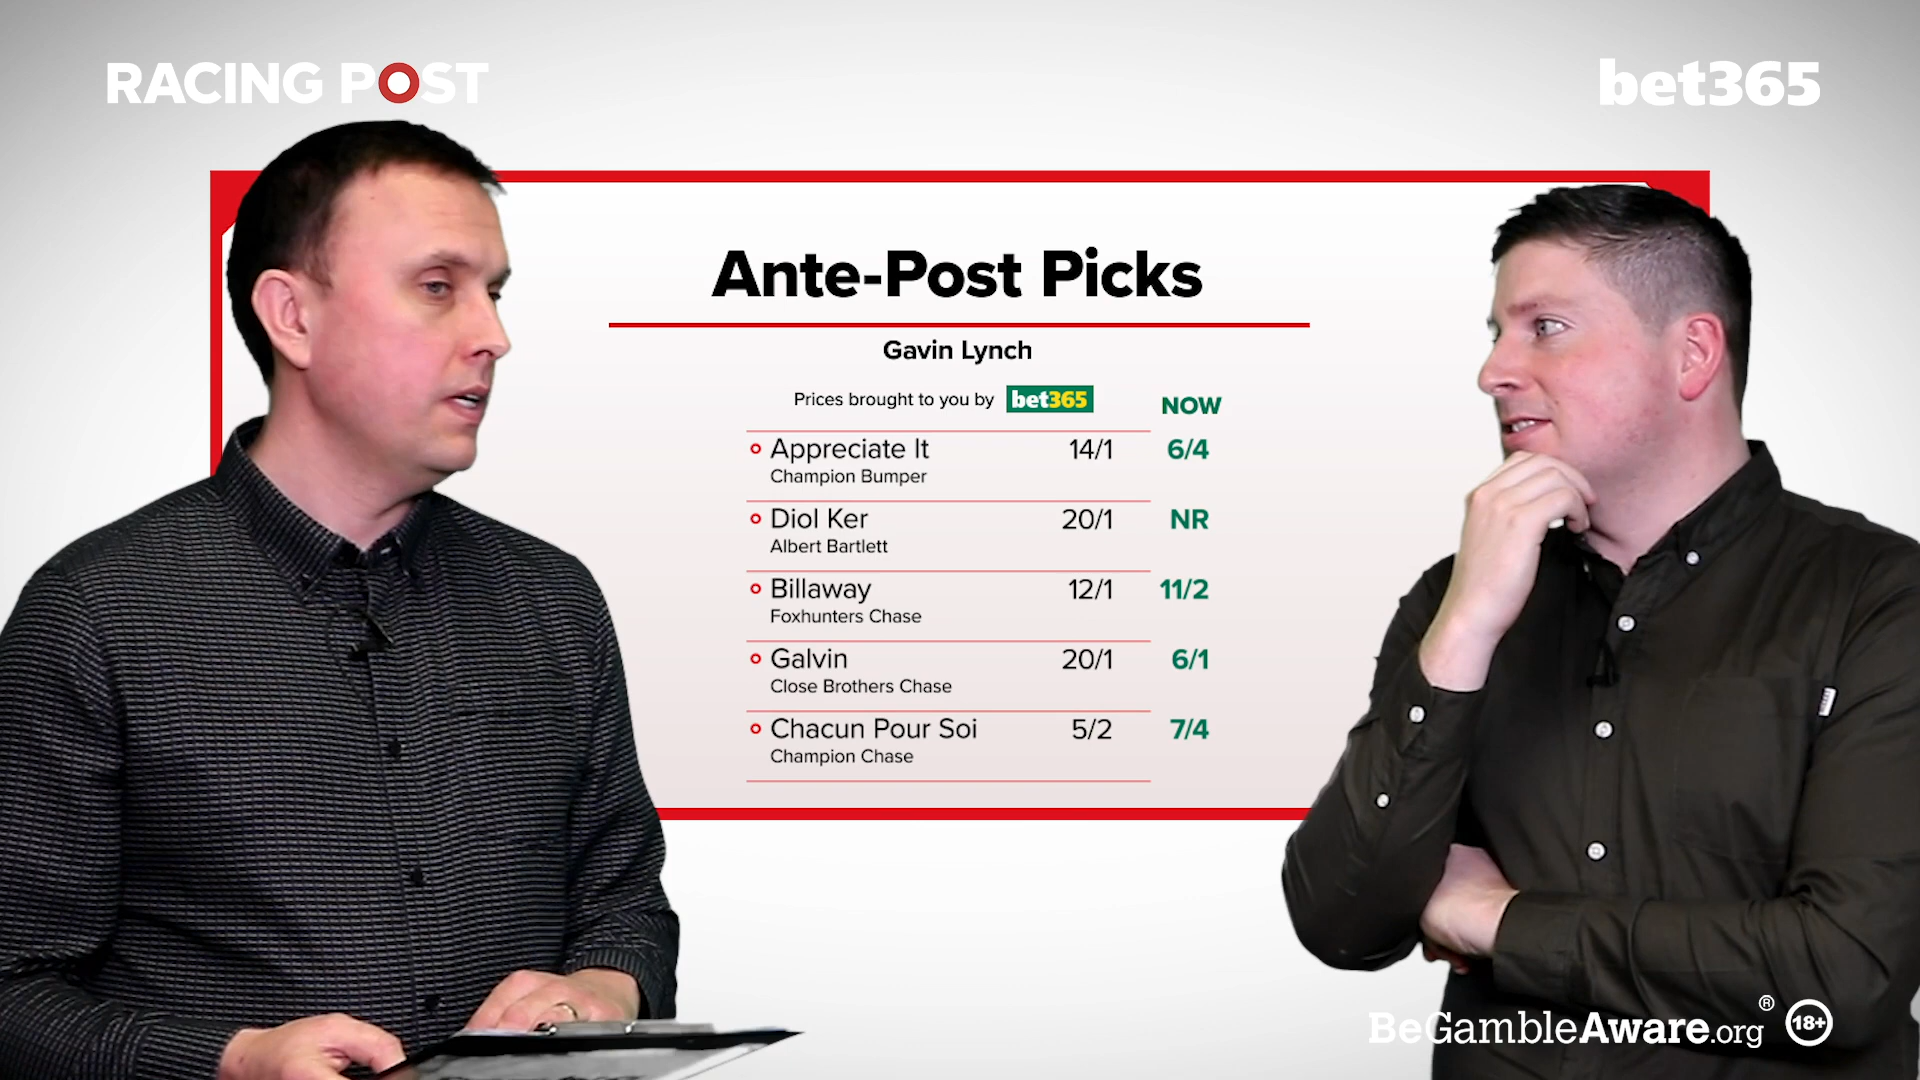 RACING POST
bet365
Ante-Post Picks
Gavin Lynch
Prices brought to you by bet365
NOW
Appreciate It 14/1 6/4
Champion Bumper
Diol Ker 20/1 NR
Albert Bartlett
Billaway 12/1 11/2
Foxhunters Chase
Galvin 20/1 6/1
Close Brothers Chase
Chacun Pour Soi 5/2 7/4
Champion Chase
BeGambleAware.org® 18+